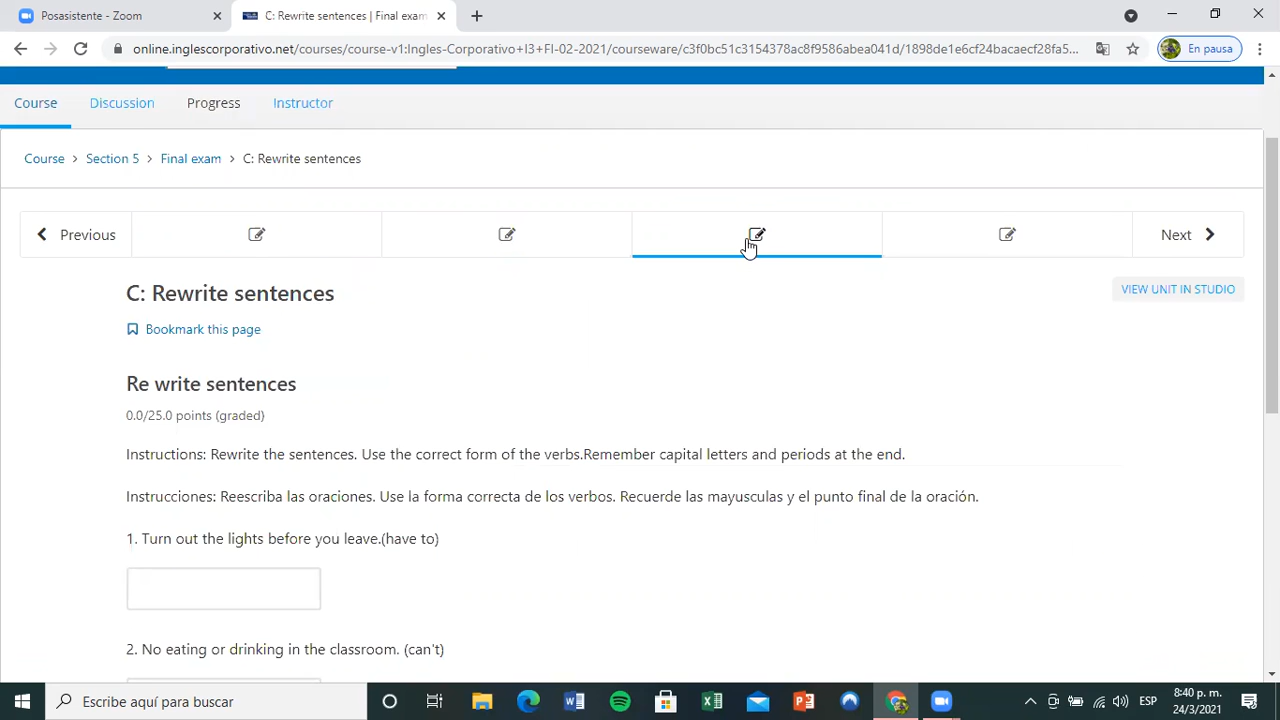 Posasistente - Zoom
C: Rewrite sentences | Final exam
online.inglescorporativo.net/courses/course-v1:Ingles-Corporativo+I3+FI-02-2021/courseware/c3f0bc51c3154378ac8f9586abea041d/1898de1e6cf24bacaecf28fa5...
En pausa
Course
Discussion
Progress
Instructor
Course > Section 5 > Final exam > C: Rewrite sentences
Previous
Next
C: Rewrite sentences
VIEW UNIT IN STUDIO
Bookmark this page
Re write sentences
0.0/25.0 points (graded)
Instructions: Rewrite the sentences. Use the correct form of the verbs.Remember capital letters and periods at the end.
Instrucciones: Reescriba las oraciones. Use la forma correcta de los verbos. Recuerde las mayusculas y el punto final de la oración.
1. Turn out the lights before you leave.(have to)
2. No eating or drinking in the classroom. (can't)
Escribe aquí para buscar
ESP
8:40 p. m.
24/3/2021